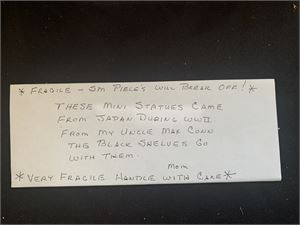 * FRAGILE - SM PIECE'S WILL BREAK OFF! *
THESE MINI STATUES CAME
FROM JAPAN DURING WWII.
FROM MY UNCLE MAX CONN
THE BLACK SHELVES GO
WITH THEM.
MOM
* VERY FRAGILE HANDLE WITH CARE *